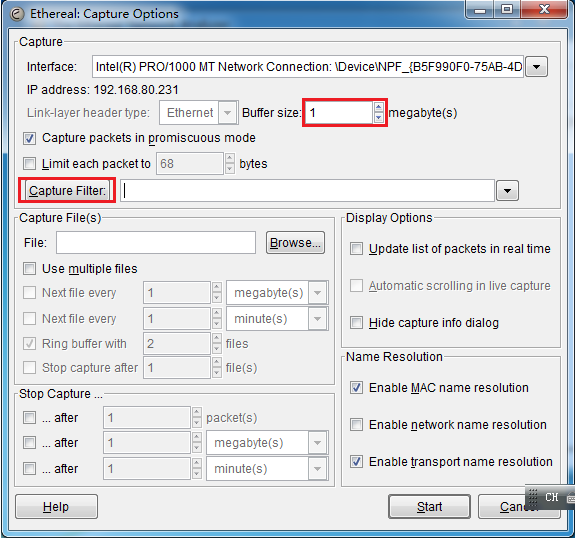 Ethereal: Capture Options
Capture
Interface: Intel(R) PRO/1000 MT Network Connection: \Device\NPF_{B5F990F0-75AB-4D
IP address: 192.168.80.231
Link-layer header type: Ethernet Buffer size: 1 megabyte(s)
Capture packets in promiscuous mode
Limit each packet to 68 bytes
Capture Filter:
Capture File(s)
File: Browse...
Use multiple files
Next file every 1 megabyte(s)
Next file every 1 minute(s)
Ring buffer with 2 files
Stop capture after 1 file(s)
Stop Capture ...
... after 1 packet(s)
... after 1 megabyte(s)
... after 1 minute(s)
Display Options
Update list of packets in real time
Automatic scrolling in live capture
Hide capture info dialog
Name Resolution
Enable MAC name resolution
Enable network name resolution
Enable transport name resolution
Help Start Cance
CH